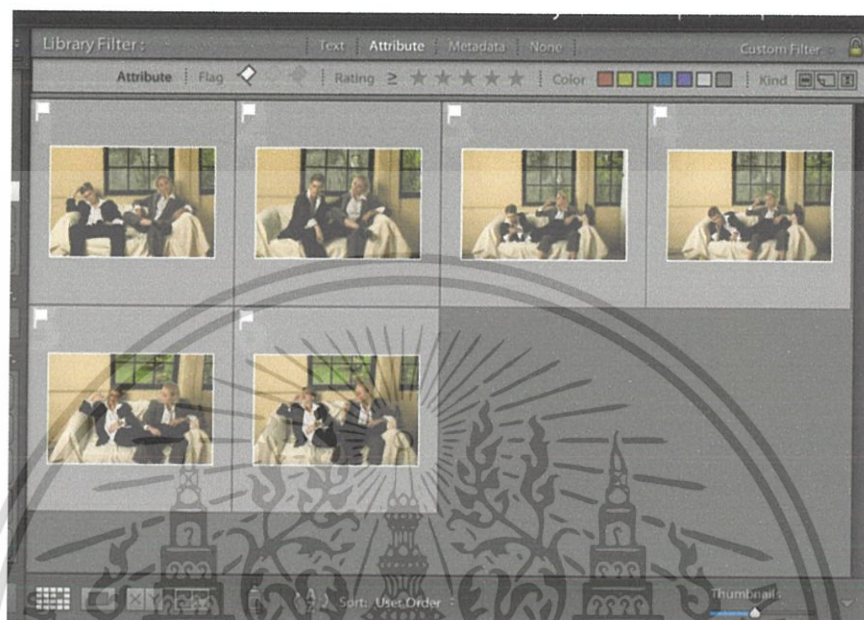 Library Filter : Text Attribute Metadata None Custom Filter
Attribute Flag Rating ≥ Color Kind
Sort: User Order Thumbnails